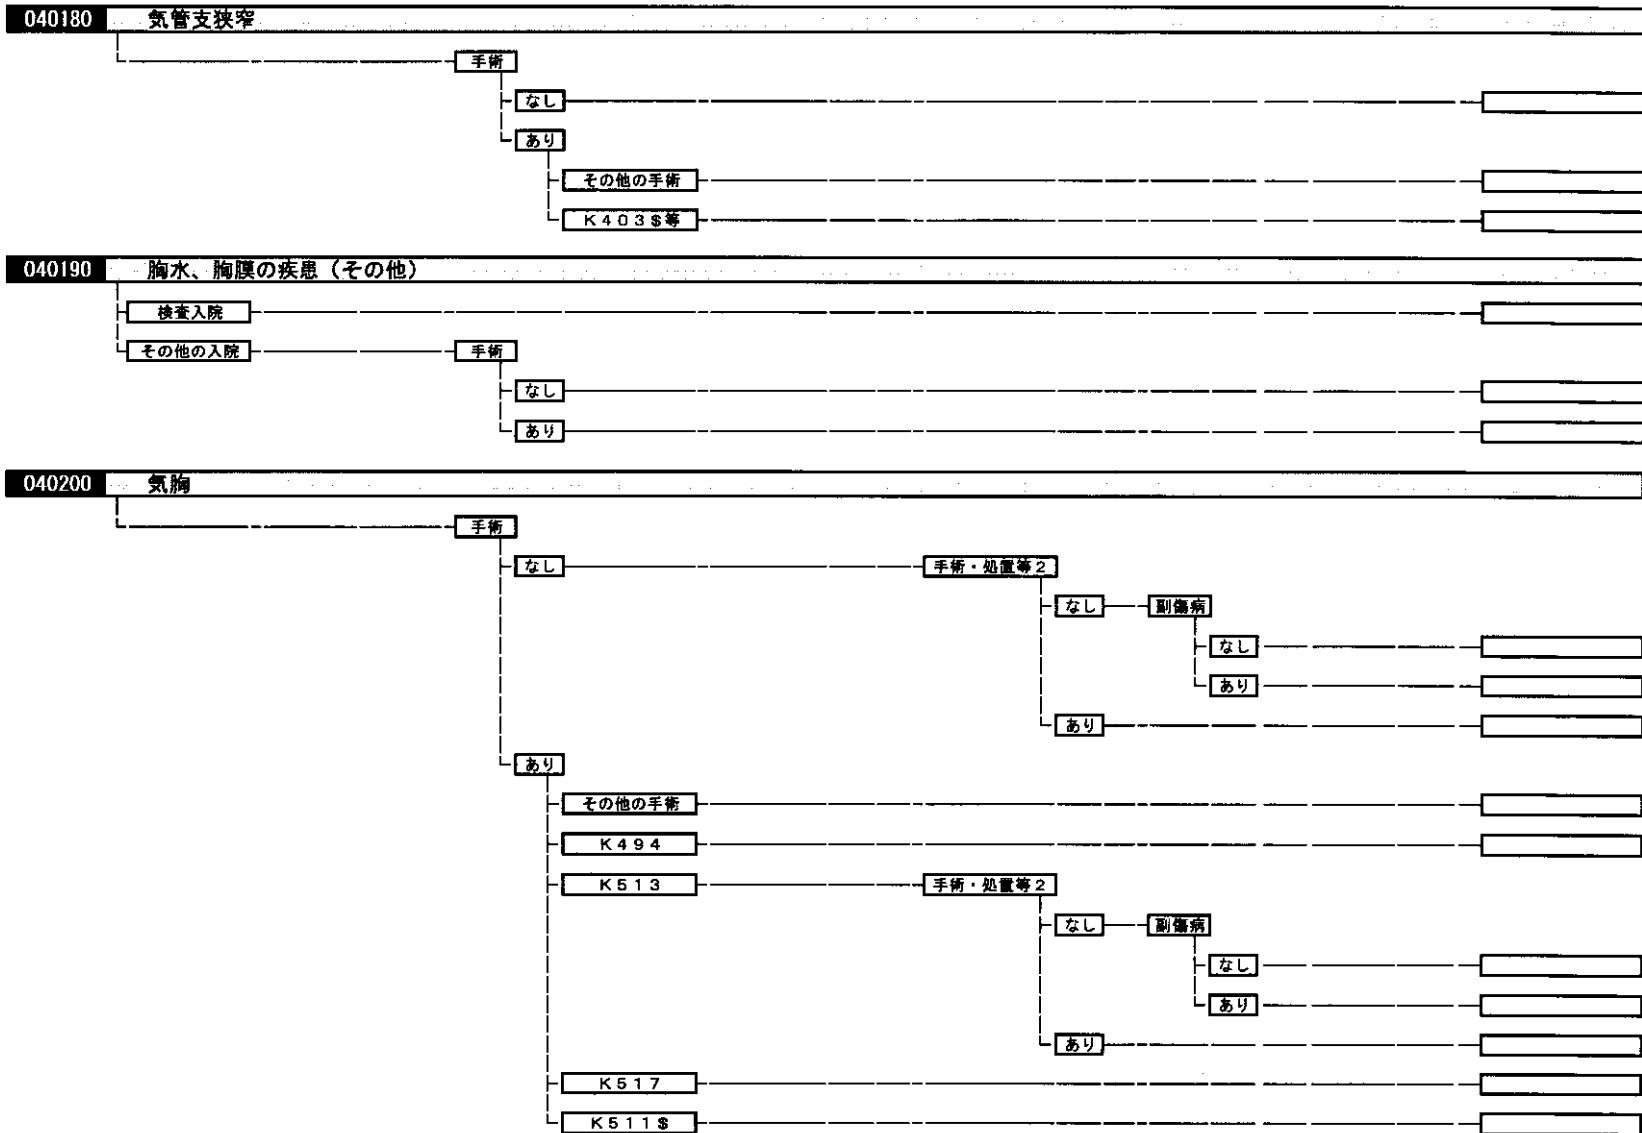 040180 気管支狭窄
手術
なし
あり
その他の手術
K403$等
040190 胸水、胸膜の疾患（その他）
検査入院
その他の入院 手術
なし
あり
040200 気胸
手術
なし 手術・処置等2
なし 副傷病
なし
あり
あり
あり
その他の手術
K494
K513 手術・処置等2
なし 副傷病
なし
あり
あり
K517
K511$